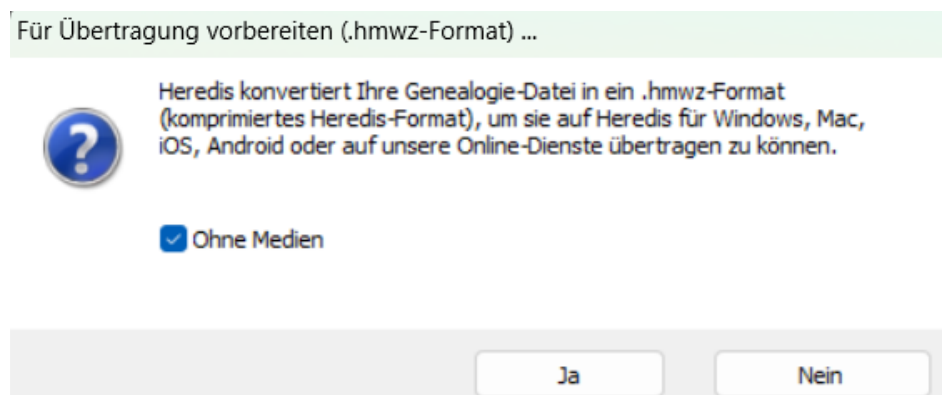 Für Übertragung vorbereiten (.hmwz-Format) ...
Heredis konvertiert Ihre Genealogie-Datei in ein .hmwz-Format
(komprimiertes Heredis-Format), um sie auf Heredis für Windows, Mac,
iOS, Android oder auf unsere Online-Dienste übertragen zu können.
Ohne Medien
Ja
Nein